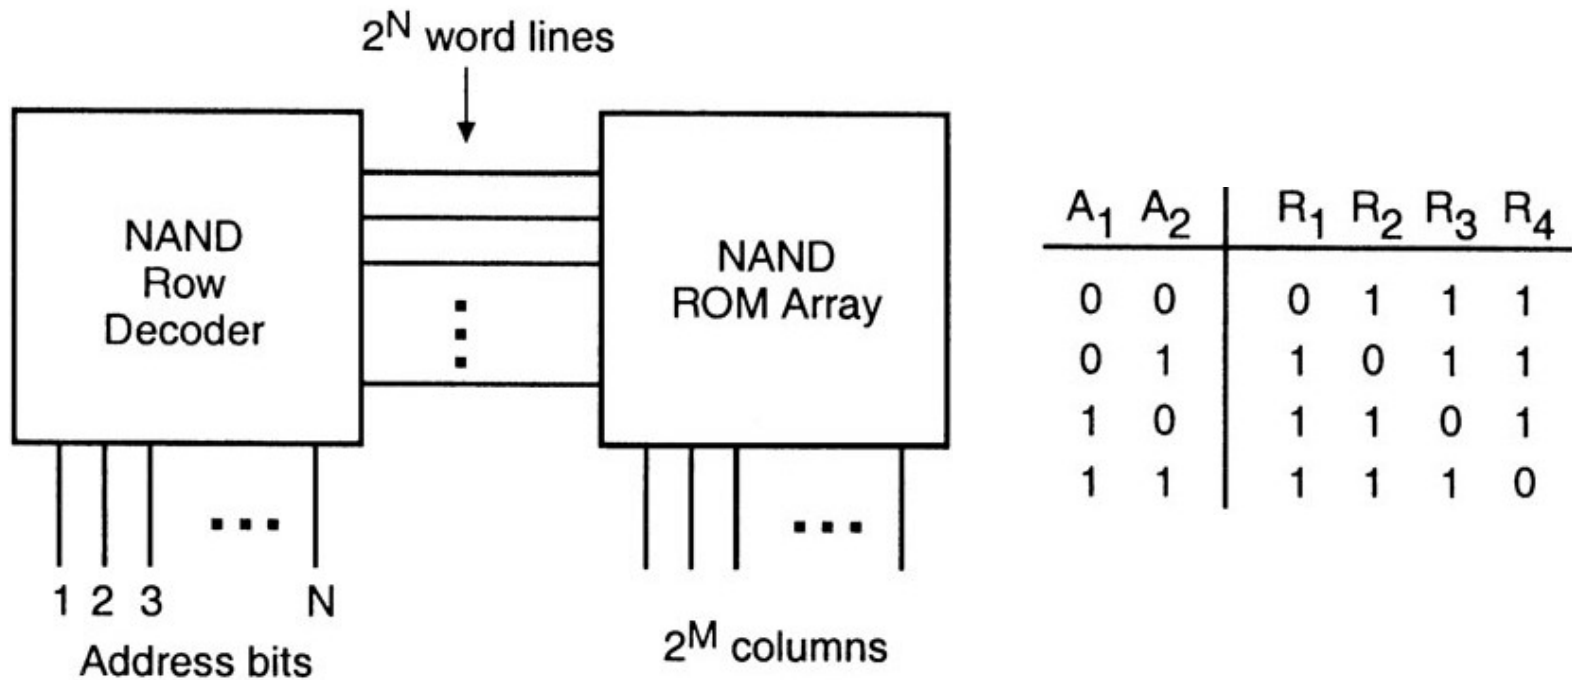 2^N word lines
NAND
Row
Decoder
NAND
ROM Array
1 2 3 ... N
Address bits
2^M columns
A1 A2 R1 R2 R3 R4
0 0 0 1 1 1
0 1 1 0 1 1
1 0 1 1 0 1
1 1 1 1 1 0